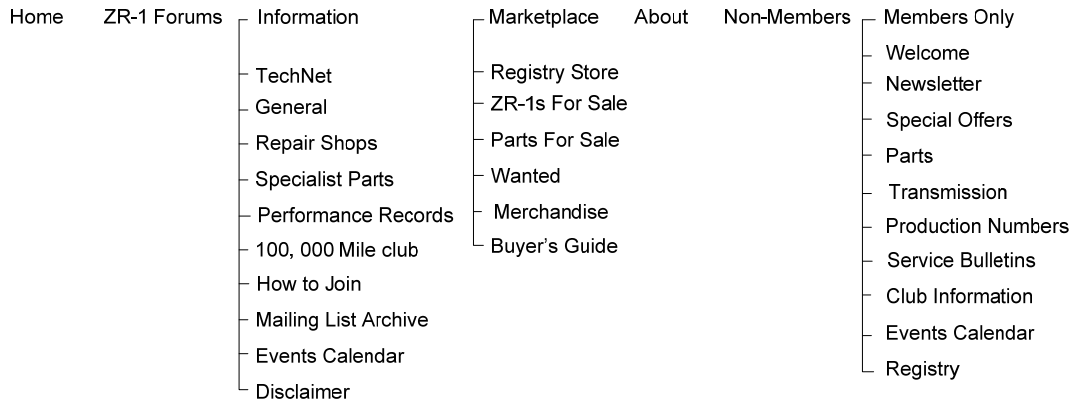 Home
ZR-1 Forums
Information
TechNet
General
Repair Shops
Specialist Parts
Performance Records
100, 000 Mile club
How to Join
Mailing List Archive
Events Calendar
Disclaimer
Marketplace
Registry Store
ZR-1s For Sale
Parts For Sale
Wanted
Merchandise
Buyer's Guide
About
Non-Members
Members Only
Welcome
Newsletter
Special Offers
Parts
Transmission
Production Numbers
Service Bulletins
Club Information
Events Calendar
Registry